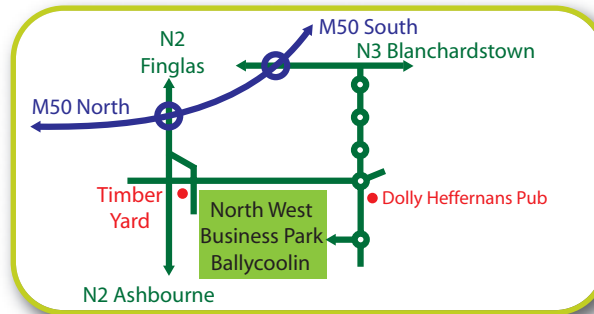 M50 South
N2
Finglas
N3 Blanchardstown
M50 North
Timber
Yard
Dolly Heffernans Pub
North West
Business Park
Ballycoolin
N2 Ashbourne